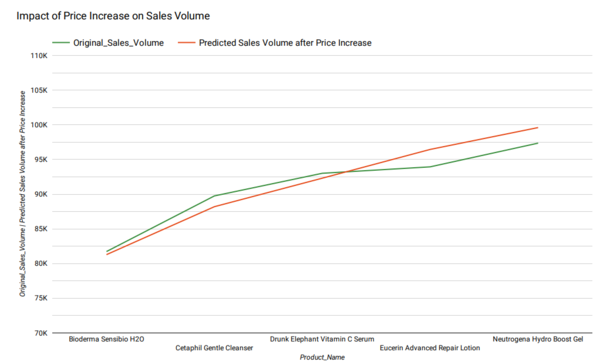 Impact of Price Increase on Sales Volume
Original_Sales_Volume Predicted Sales Volume after Price Increase
Original_Sales_Volume | Predicted Sales Volume after Price Increase
110K
105K
100K
95K
90K
85K
80K
75K
70K
Bioderma Sensibio H2O
Cetaphil Gentle Cleanser
Drunk Elephant Vitamin C Serum
Eucerin Advanced Repair Lotion
Neutrogena Hydro Boost Gel
Product_Name